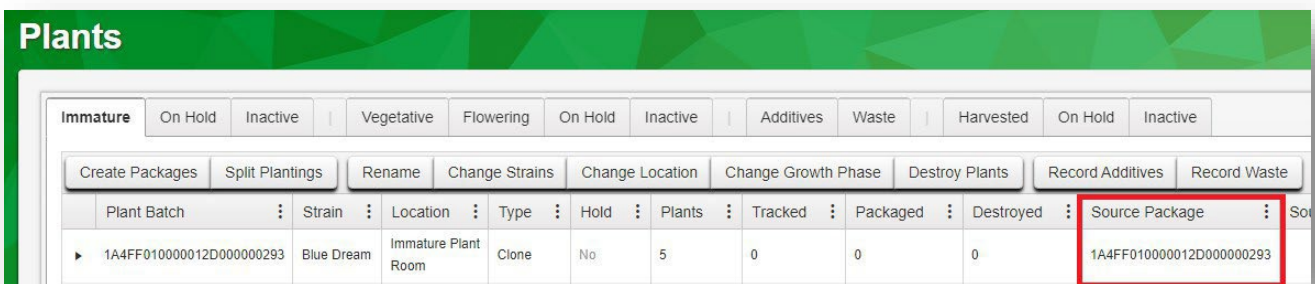 Plants
Immature On Hold Inactive | Vegetative Flowering On Hold Inactive | Additives Waste | Harvested On Hold Inactive
Create Packages Split Plantings Rename Change Strains Change Location Change Growth Phase Destroy Plants Record Additives Record Waste
Plant Batch Strain Location Type Hold Plants Tracked Packaged Destroyed Source Package
1A4FF010000012D000000293 Blue Dream Immature Plant Room Clone No 5 0 0 0 1A4FF010000012D000000293